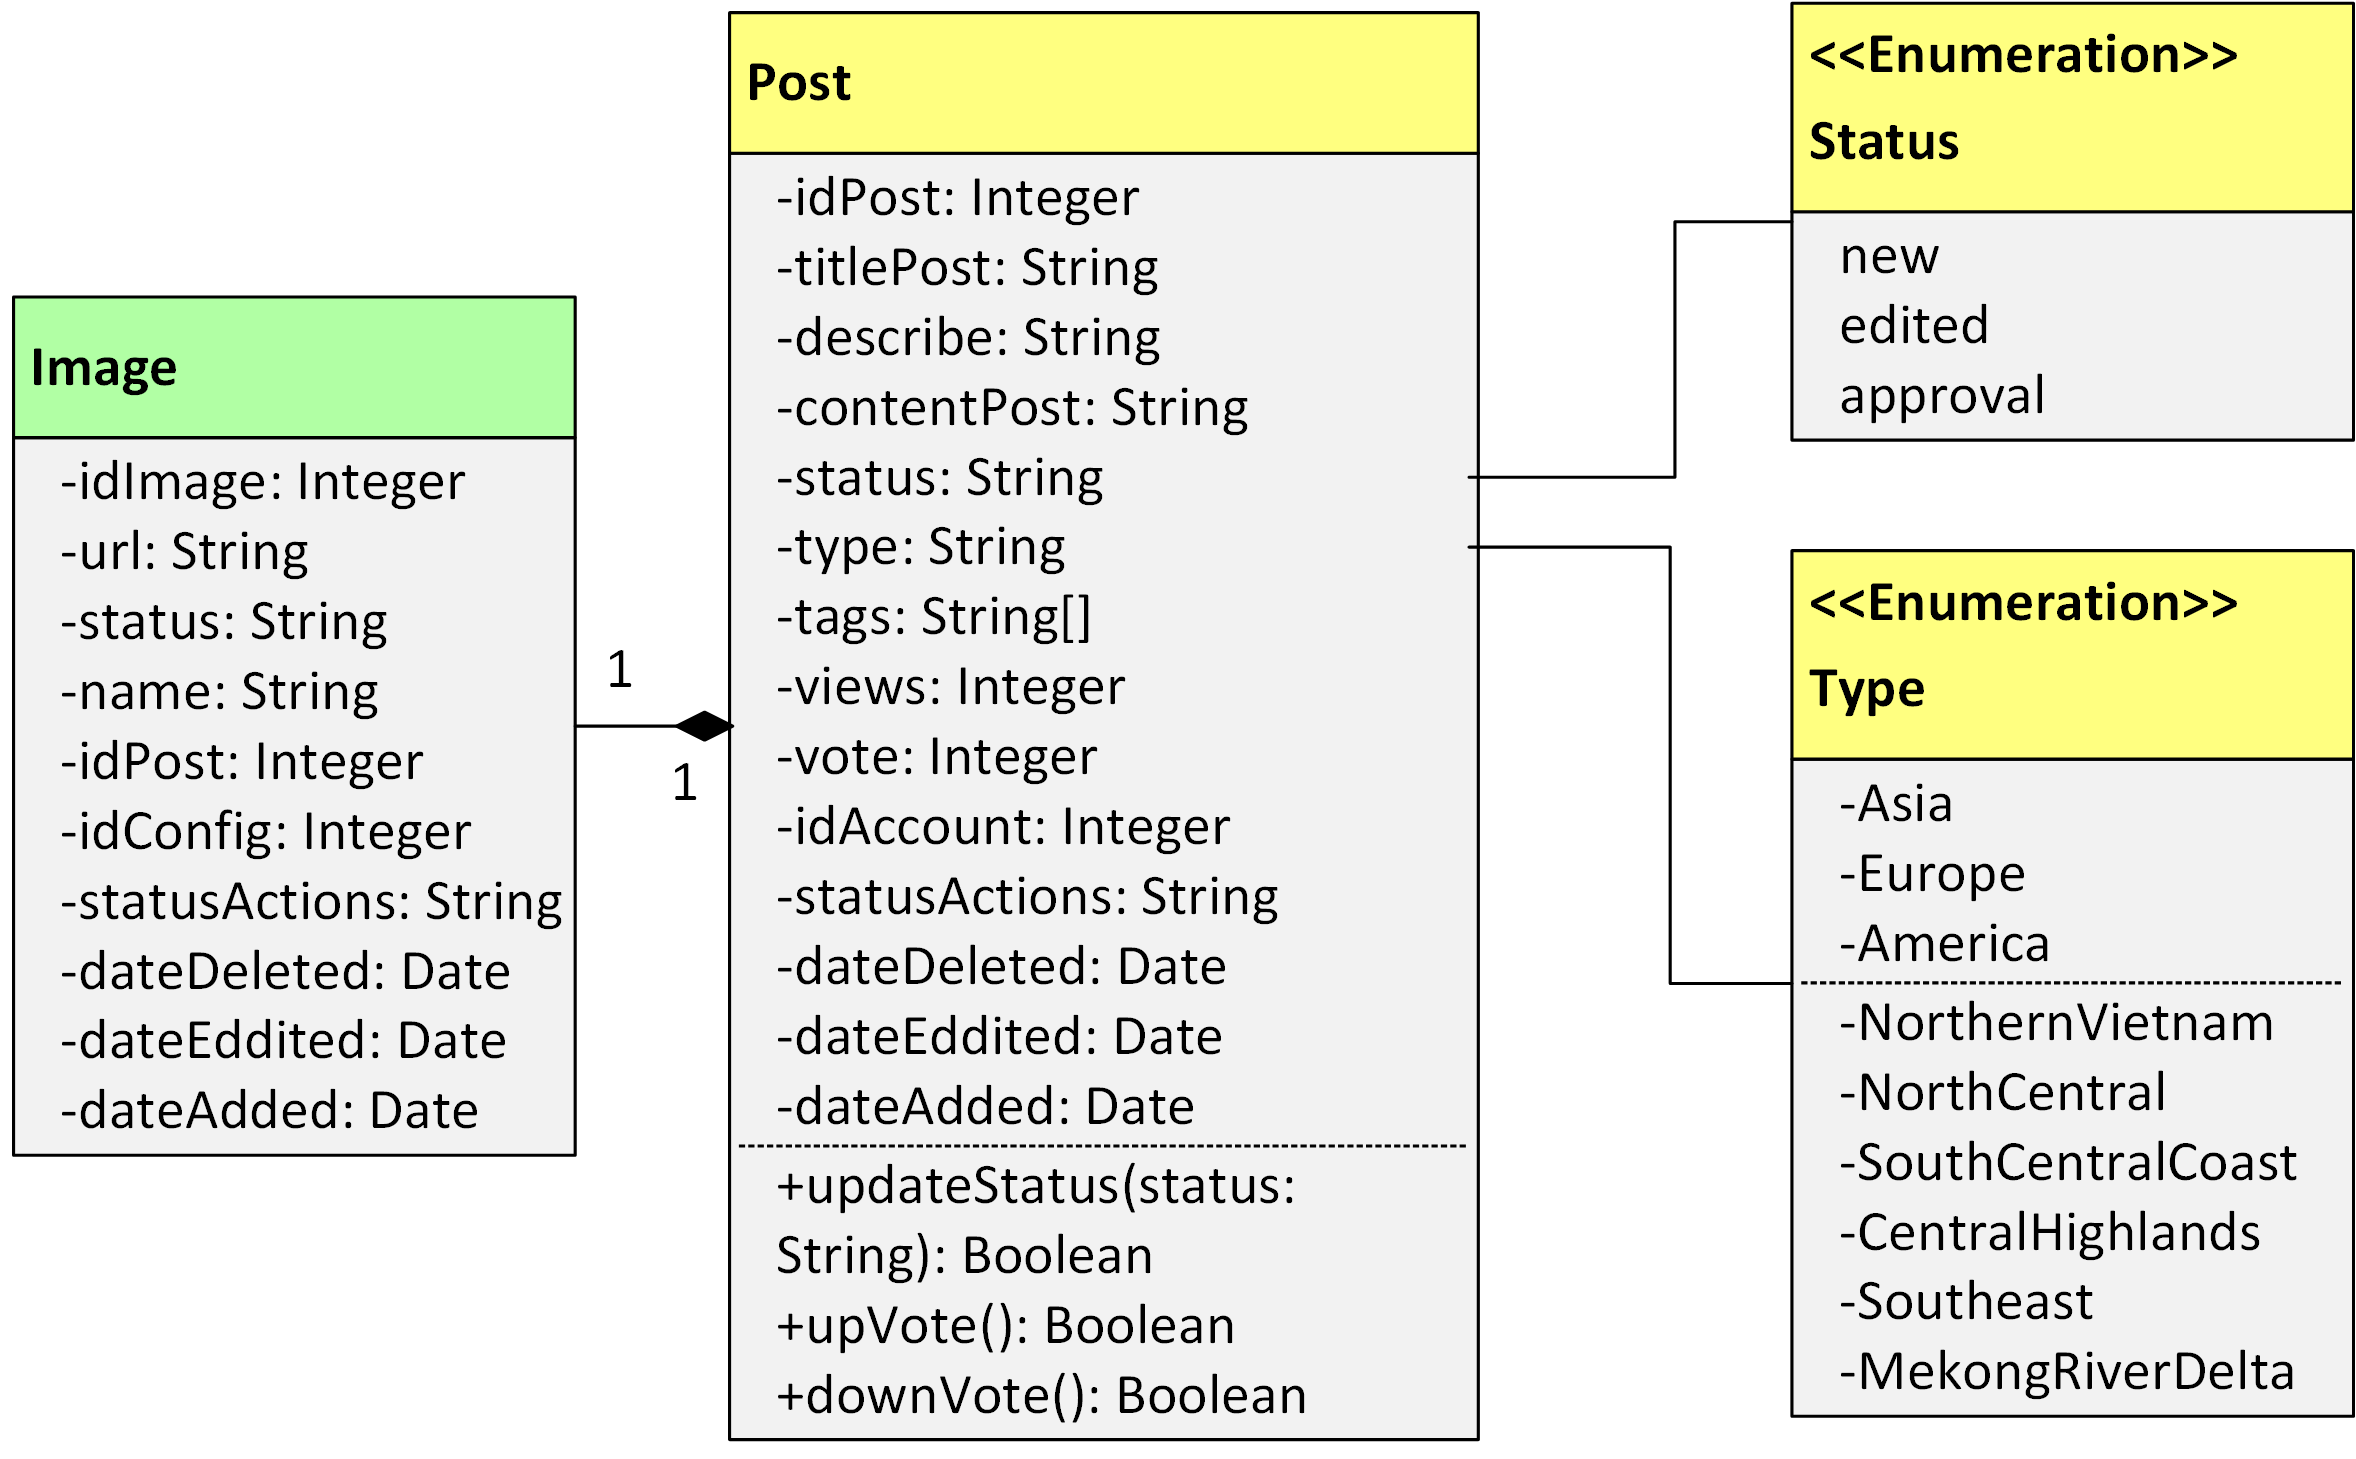 Image
-idImage: Integer
-url: String
-status: String
-name: String
-idPost: Integer
-idConfig: Integer
-statusActions: String
-dateDeleted: Date
-dateEddited: Date
-dateAdded: Date
1
1
Post
-idPost: Integer
-titlePost: String
-describe: String
-contentPost: String
-status: String
-type: String
-tags: String[]
-views: Integer
-vote: Integer
-idAccount: Integer
-statusActions: String
-dateDeleted: Date
-dateEddited: Date
-dateAdded: Date
+updateStatus(status:
String): Boolean
+upVote(): Boolean
+downVote(): Boolean
<<Enumeration>>
Status
new
edited
approval
<<Enumeration>>
Type
-Asia
-Europe
-America
-NorthernVietnam
-NorthCentral
-SouthCentralCoast
-CentralHighlands
-Southeast
-MekongRiverDelta